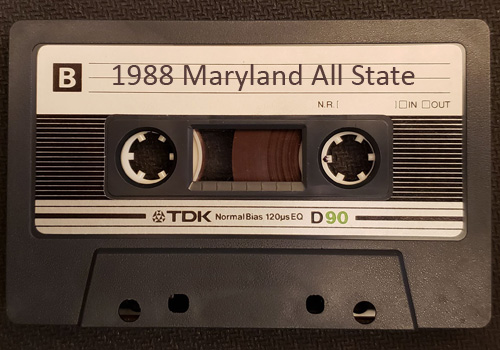 B 1988 Maryland All State
N.R. IN OUT
TDK Normal Bias 120µs EQ D90